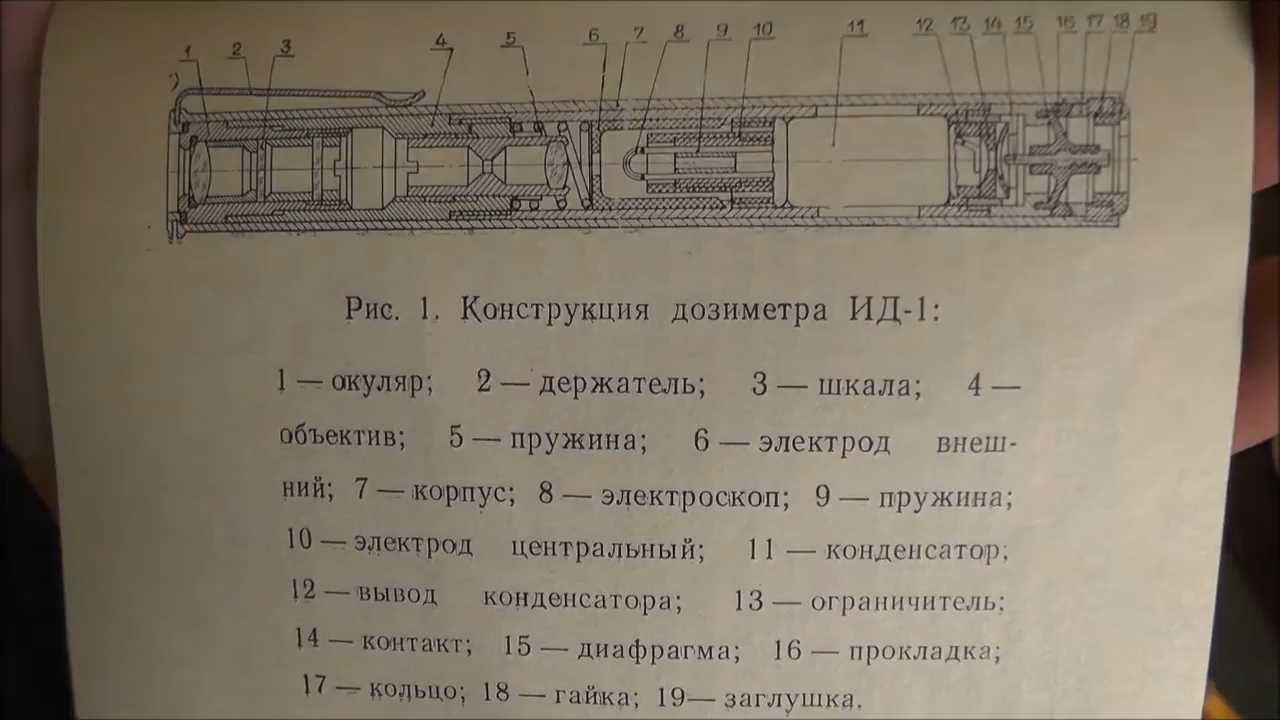 1 2 3 4 5 6 7 8 9 10 11 12 13 14 15 16 17 18 19
Рис. 1. Конструкция дозиметра ИД-1:
1 — окуляр; 2 — держатель; 3 — шкала; 4 —
объектив; 5 — пружина; 6 — электрод внеш-
ний; 7 — корпус; 8 — электроскоп; 9 — пружина;
10 — электрод центральный; 11 — конденсатор;
12 — вывод конденсатора; 13 — ограничитель;
14 — контакт; 15 — диафрагма; 16 — прокладка;
17 — кольцо; 18 — гайка; 19— заглушка.